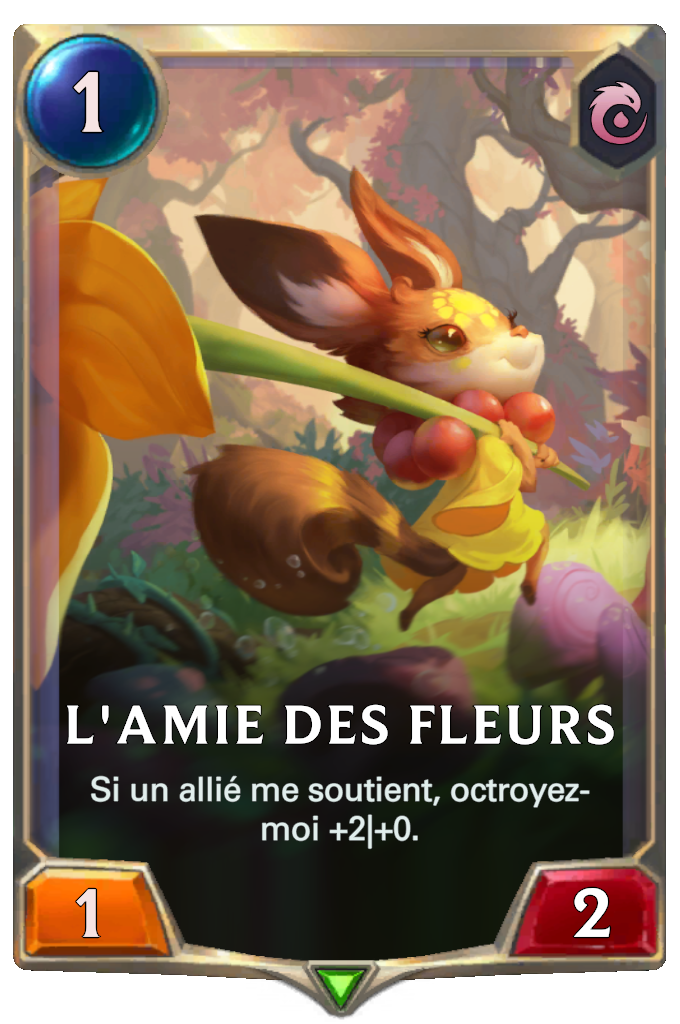 1
L'AMIE DES FLEURS
Si un allié me soutient, octroyez-
moi +2|+0.
1
2